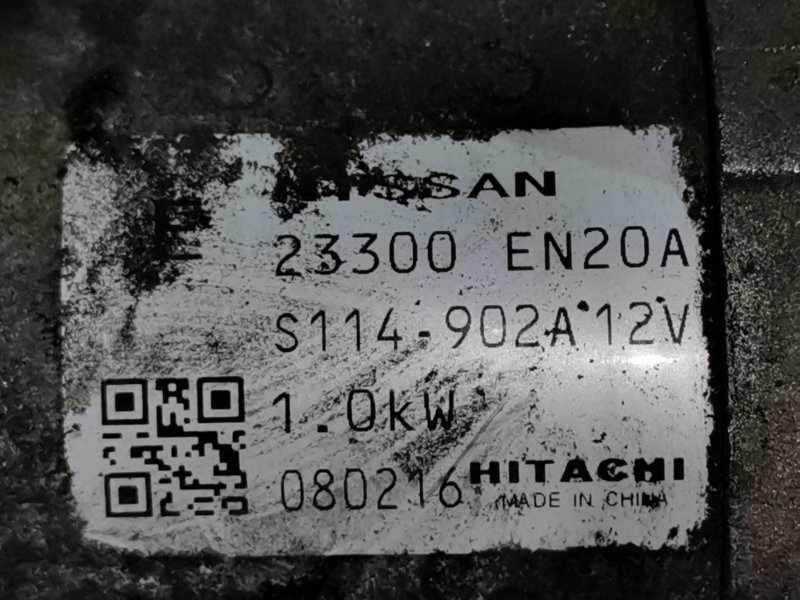 NISSAN
E
23300 EN20A
S114-902A 12V
1.0kW
080216 HITACHI
MADE IN CHINA